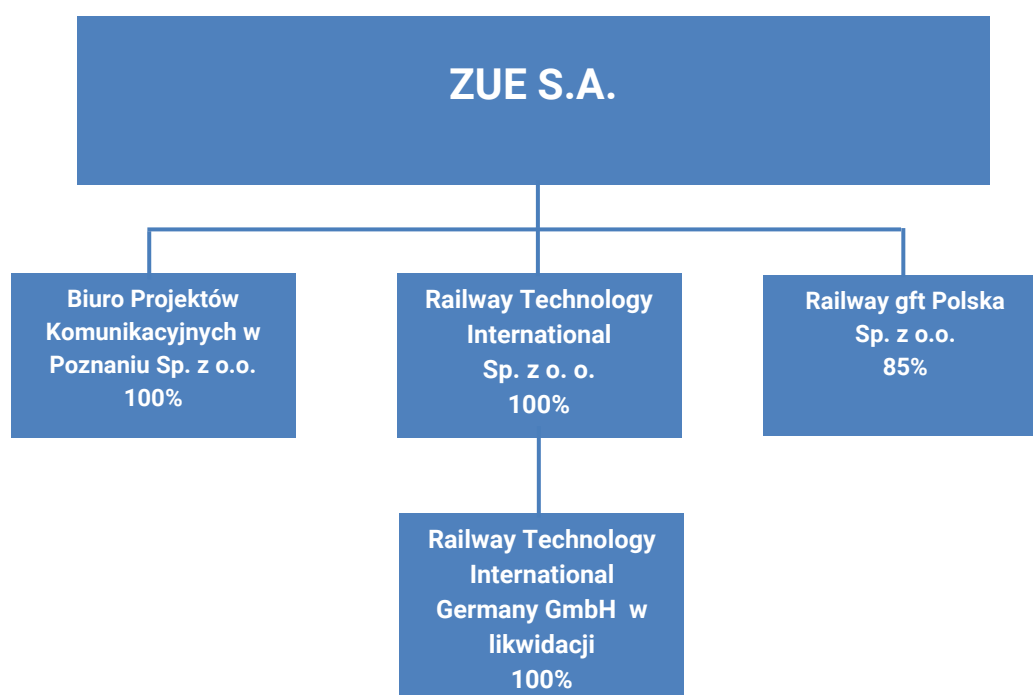 ZUE S.A.
Biuro Projektów
Komunikacyjnych w
Poznaniu Sp. z o.o.
100%
Railway Technology
International
Sp. z o. o.
100%
Railway gft Polska
Sp. z o.o.
85%
Railway Technology
International
Germany GmbH w
likwidacji
100%